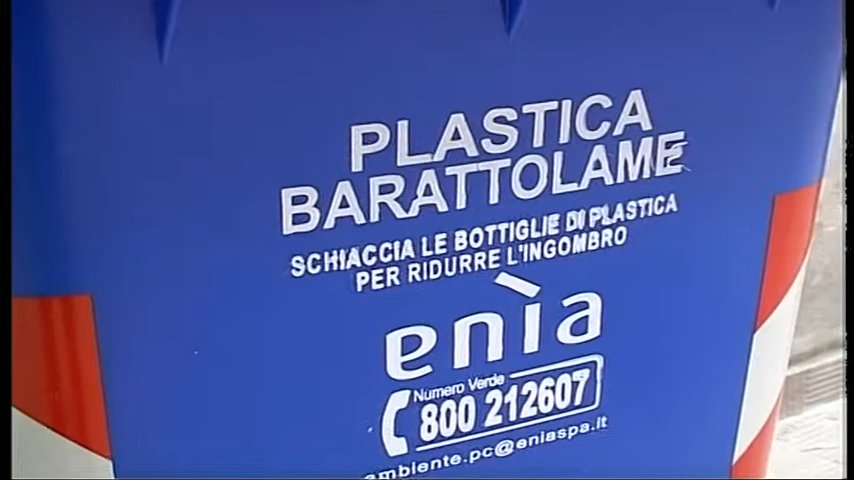 PLASTICA
BARATTOLAME
SCHIACCIA LE BOTTIGLIE DI PLASTICA
PER RIDURRE L'INGOMBRO
enìa
Numero Verde
800 212607
ambiente.pc@eniaspa.it